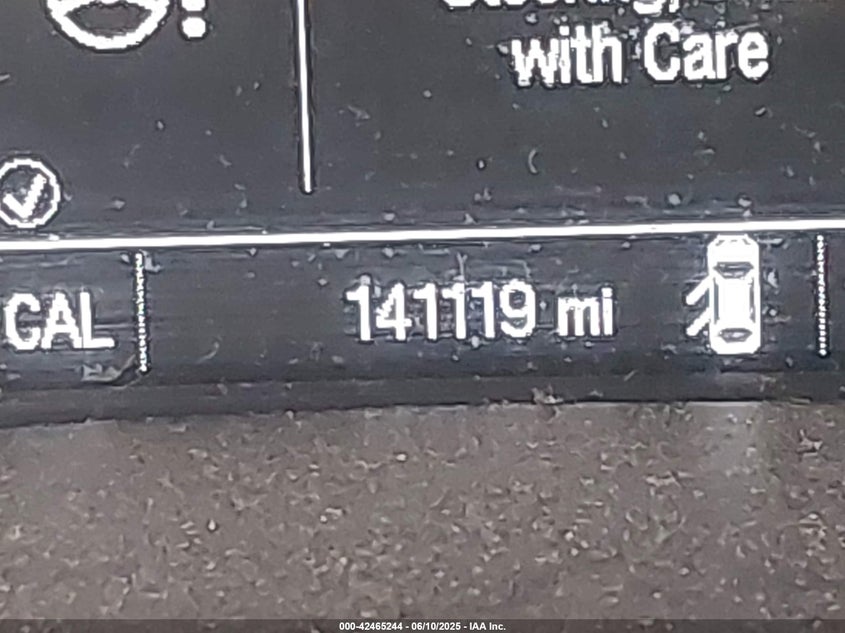 with Care
CAL
141119 mi
000-42465244 - 06/10/2025 - IAA Inc.